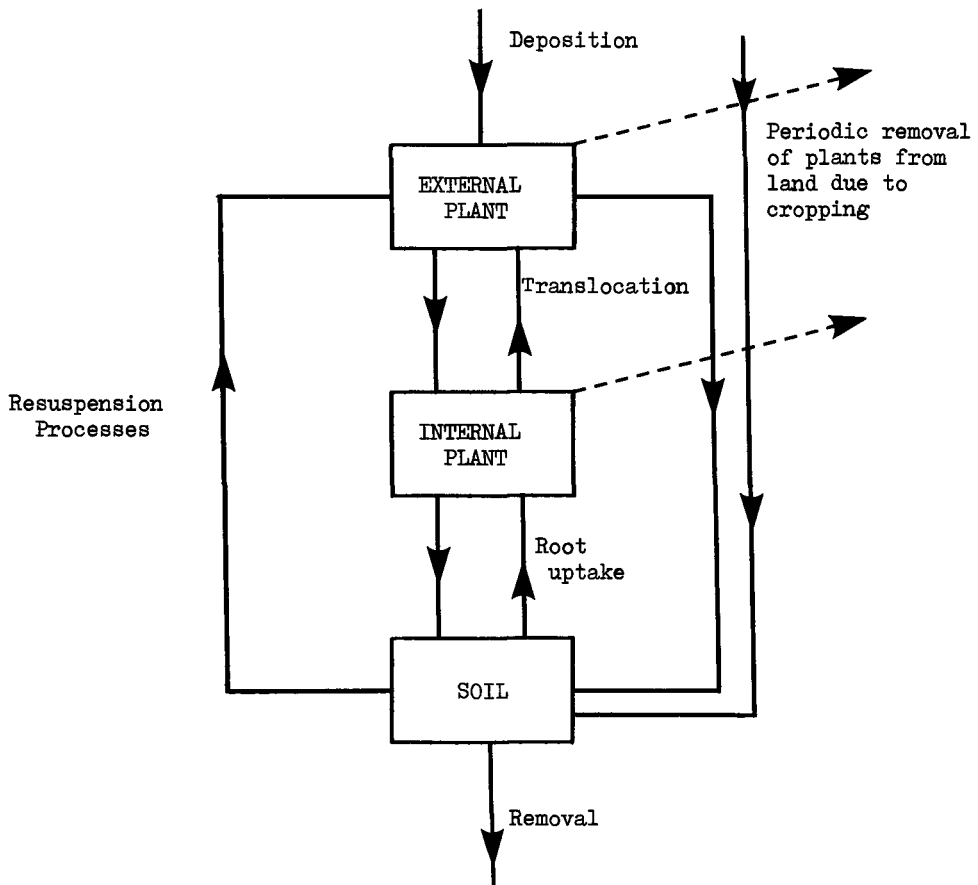 Deposition
Periodic removal
of plants from
land due to
cropping
EXTERNAL
PLANT
Translocation
Resuspension
Processes
INTERNAL
PLANT
Root
uptake
SOIL
Removal